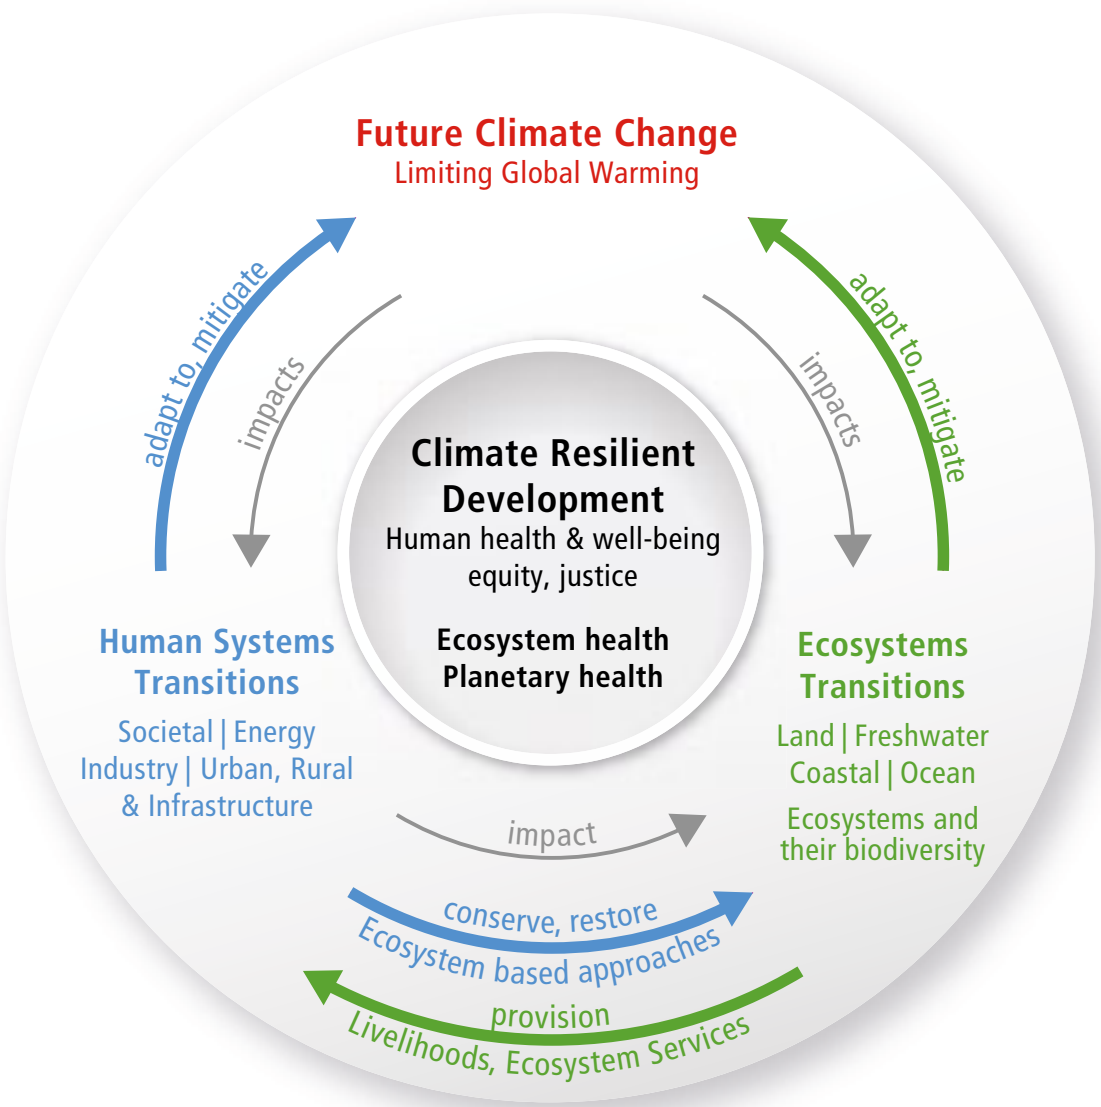 Future Climate Change
Limiting Global Warming
adapt to, mitigate
impacts
impacts
adapt to, mitigate
Climate Resilient
Development
Human health & well-being
equity, justice
Ecosystem health
Planetary health
Human Systems
Transitions
Societal | Energy
Industry | Urban, Rural
& Infrastructure
Ecosystems
Transitions
Land | Freshwater
Coastal | Ocean
Ecosystems and
their biodiversity
impact
conserve, restore
Ecosystem based approaches
provision
Livelihoods, Ecosystem Services